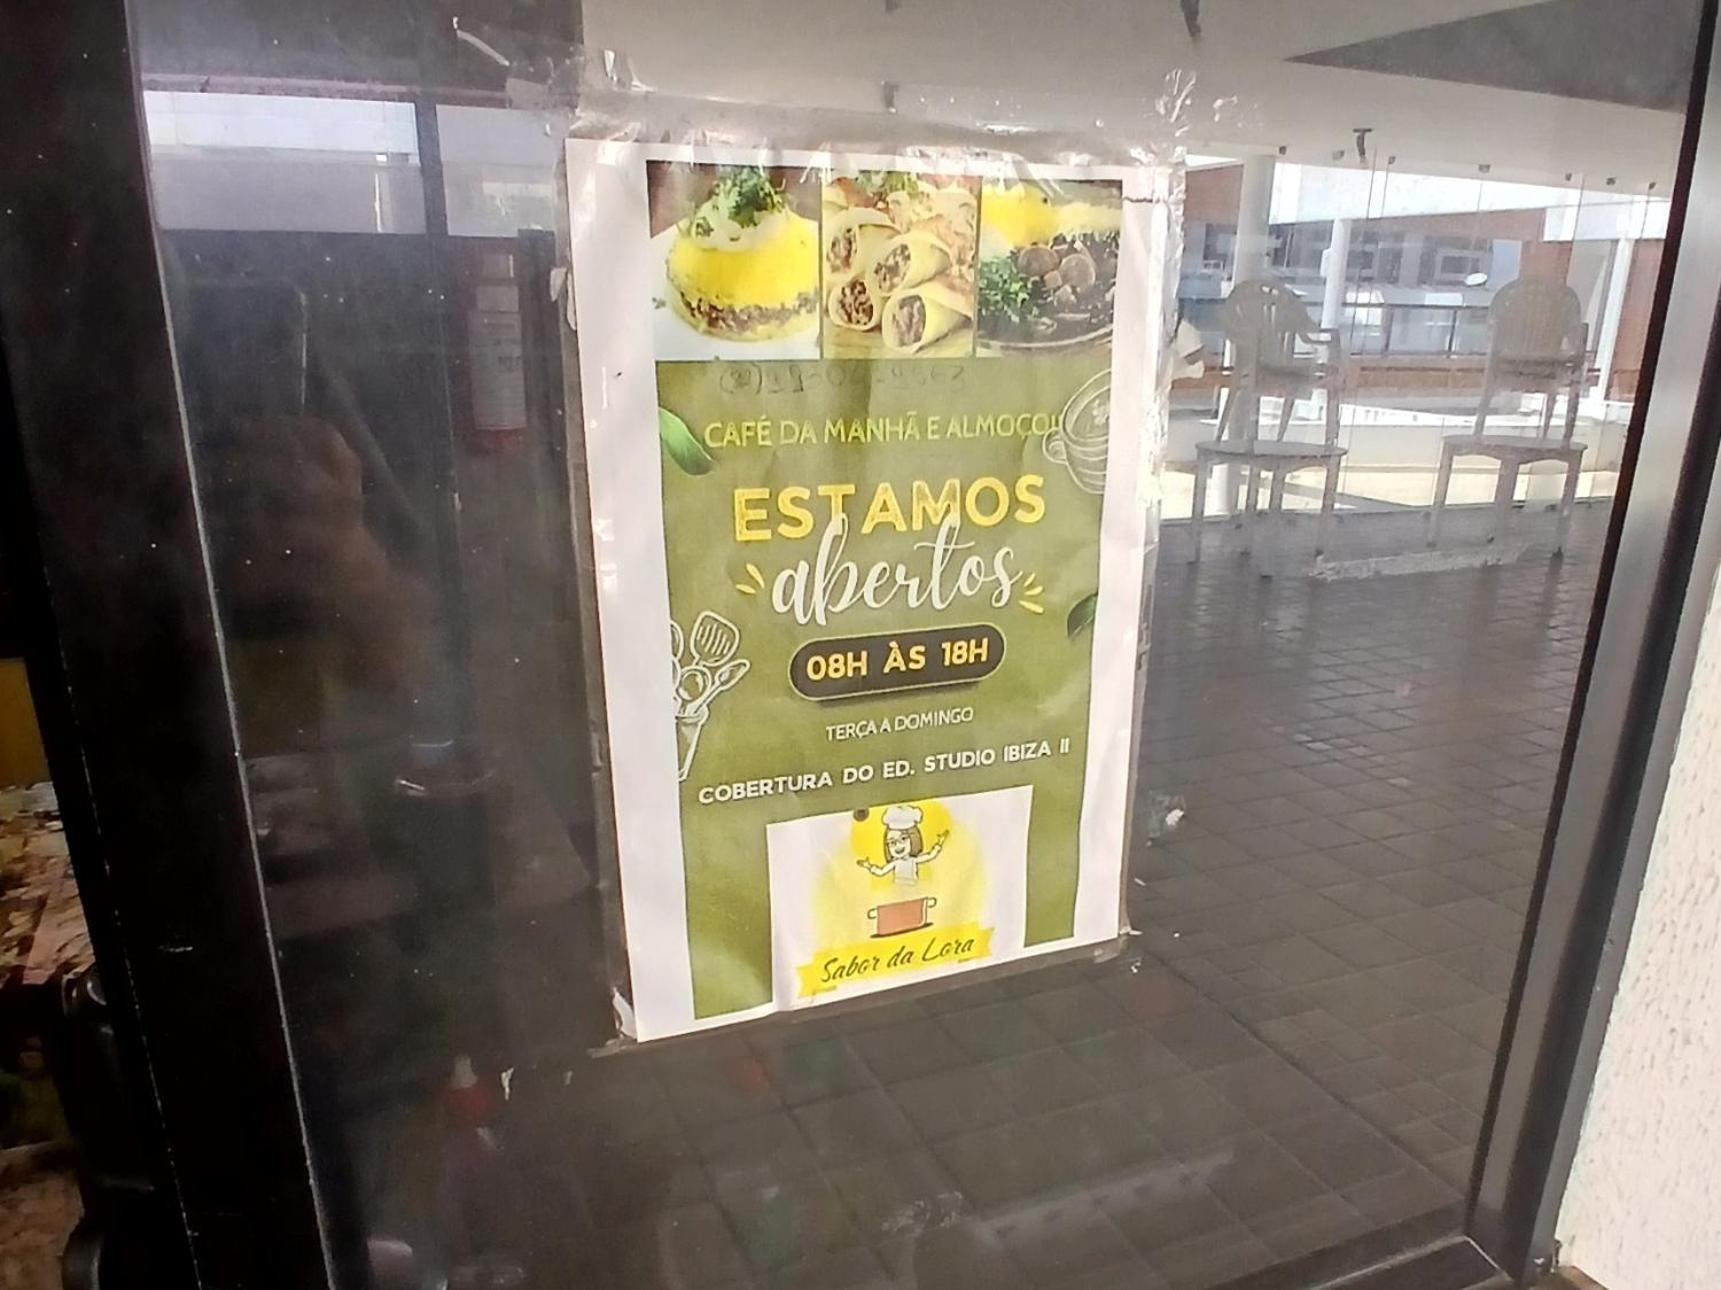 CAFÉ DA MANHÃ E ALMOÇO!!
ESTAMOS
abertos
08H ÀS 18H
TERÇA A DOMINGO
COBERTURA DO ED. STUDIO IBIZA II
Sabor da Lora